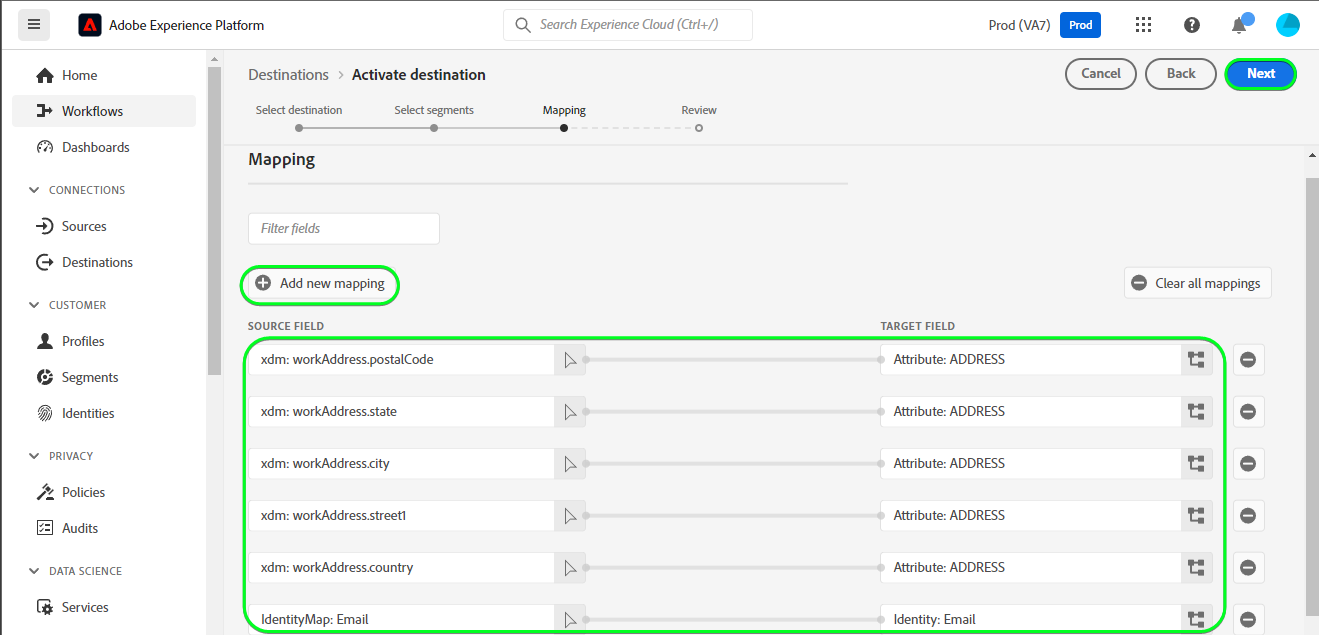 Adobe Experience Platform
Search Experience Cloud (Ctrl+/)
Prod (VA7)
Prod
Home
Workflows
Dashboards
CONNECTIONS
Sources
Destinations
CUSTOMER
Profiles
Segments
Identities
PRIVACY
Policies
Audits
DATA SCIENCE
Services
Destinations > Activate destination
Cancel
Back
Next
Select destination
Select segments
Mapping
Review
Mapping
Filter fields
Add new mapping
Clear all mappings
SOURCE FIELD
TARGET FIELD
xdm: workAddress.postalCode
Attribute: ADDRESS
xdm: workAddress.state
Attribute: ADDRESS
xdm: workAddress.city
Attribute: ADDRESS
xdm: workAddress.street1
Attribute: ADDRESS
xdm: workAddress.country
Attribute: ADDRESS
IdentityMap: Email
Identity: Email